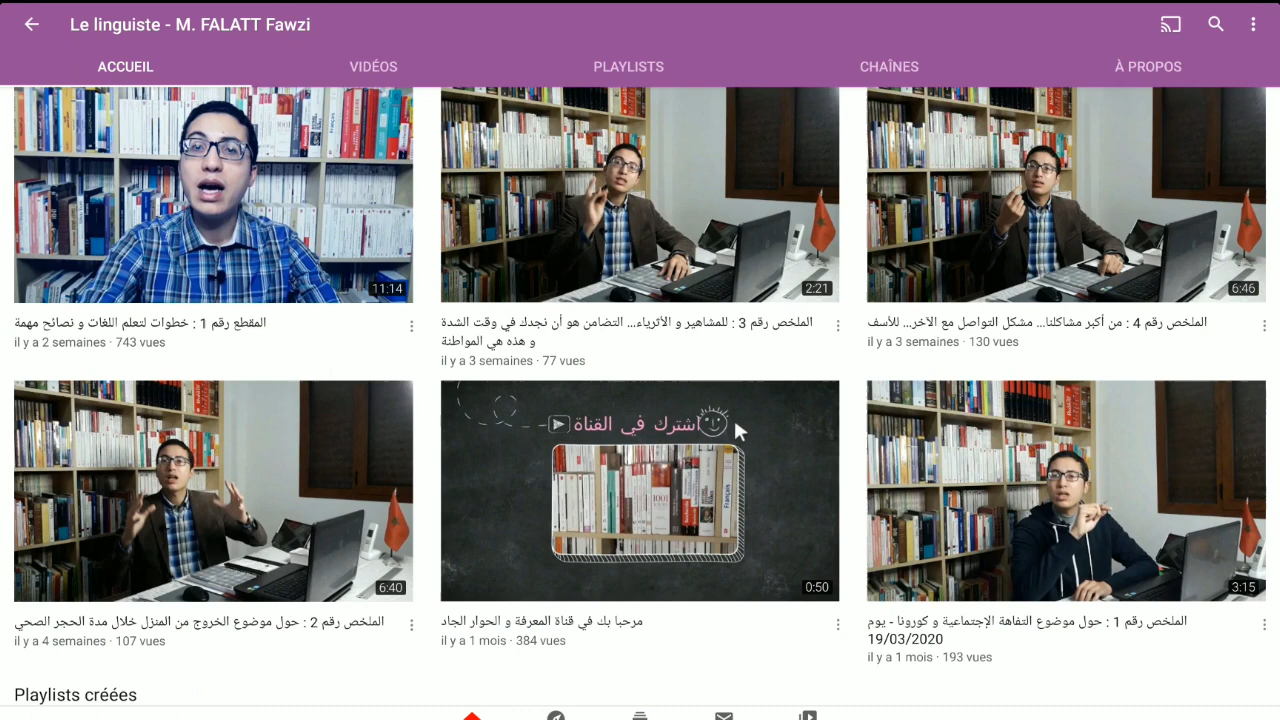 Le linguiste - M. FALATT Fawzi
ACCUEIL
VIDÉOS
PLAYLISTS
CHAÎNES
À PROPOS
11:14
2:21
6:46
المقطع رقم 1 : خطوات لتعلم اللغات و نصائح مهمة
il y a 2 semaines · 743 vues
الملخص رقم 3 : للمشاهير و الأثرياء... التضامن هو أن نجدك في وقت الشدة
و هذه هي المواطنة
il y a 3 semaines · 77 vues
الملخص رقم 4 : من أكبر مشاكلنا... مشكل التواصل مع الآخر... للأسف
il y a 3 semaines · 130 vues
6:40
اشترك في القناة
1001
Français
0:50
3:15
الملخص رقم 2 : حول موضوع الخروج من المنزل خلال مدة الحجر الصحي
il y a 4 semaines · 107 vues
مرحبا بك في قناة المعرفة و الحوار الجاد
il y a 1 mois · 384 vues
الملخص رقم 1 : حول موضوع التفاهة الإجتماعية و كورونا - يوم
19/03/2020
il y a 1 mois · 193 vues
Playlists créées